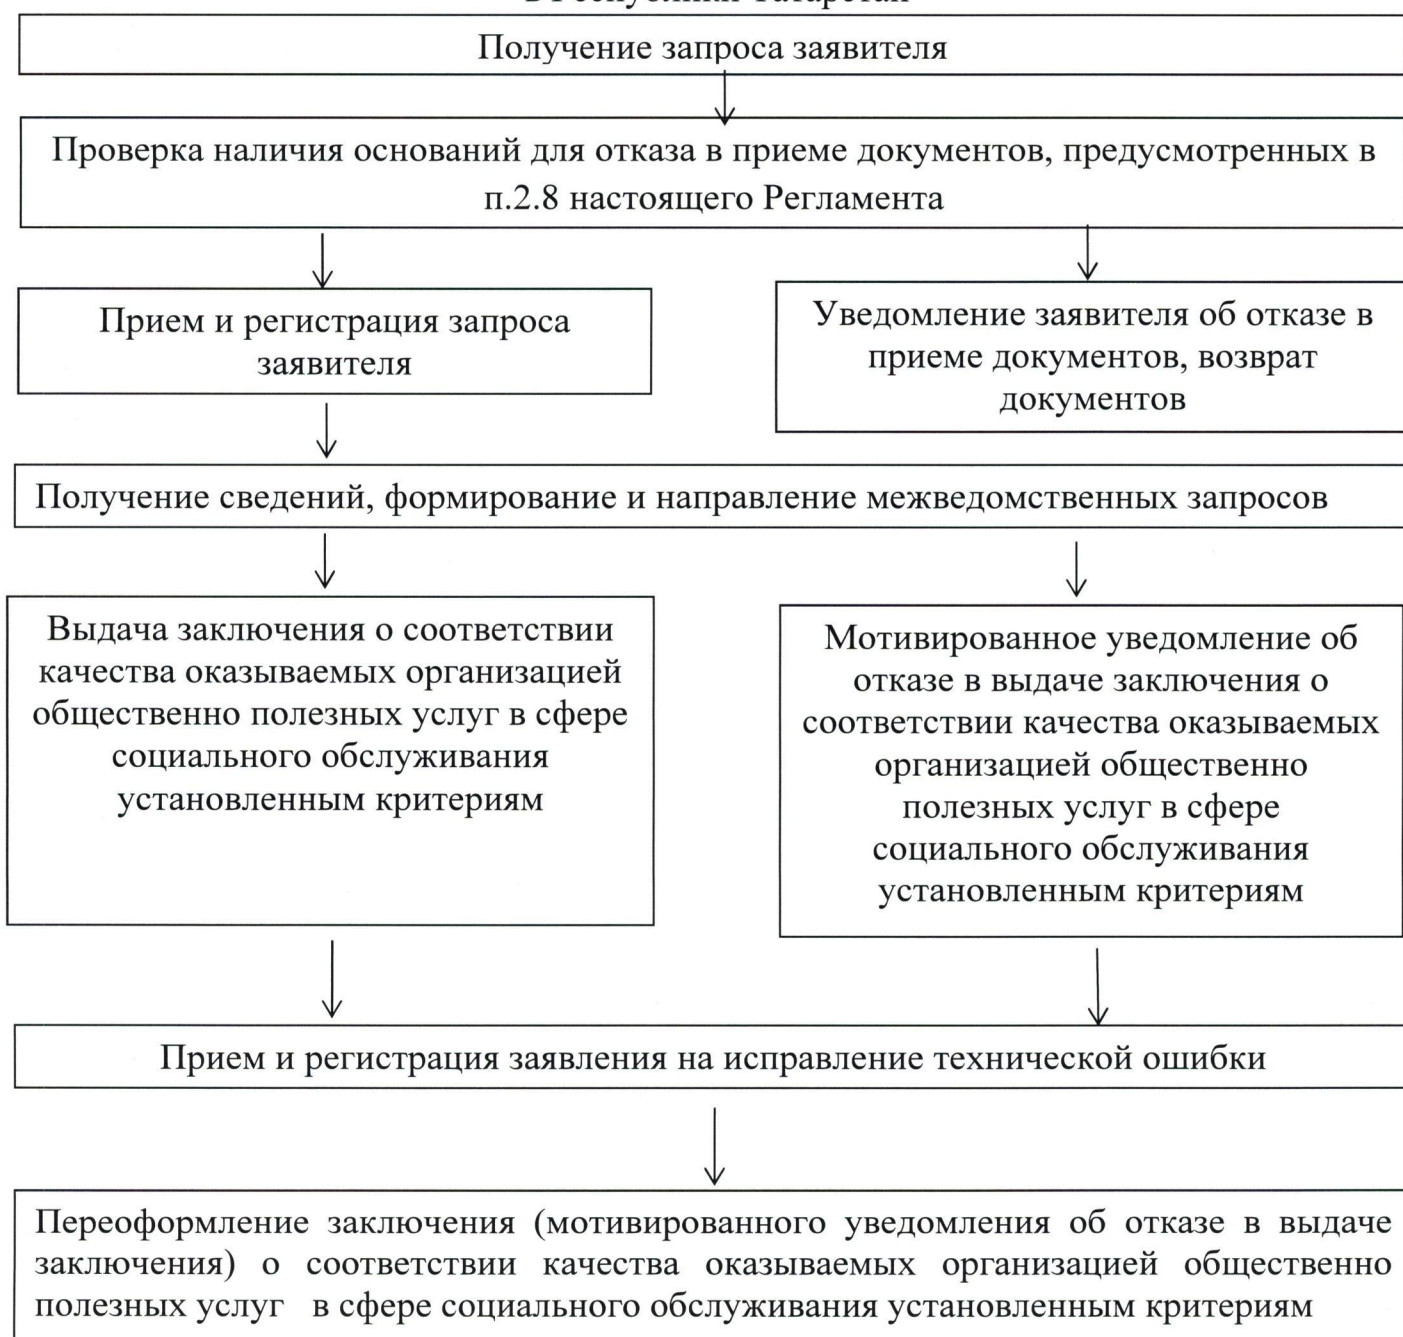 Получение запроса заявителя
Проверка наличия оснований для отказа в приеме документов, предусмотренных в
п.2.8 настоящего Регламента
Прием и регистрация запроса
заявителя
Уведомление заявителя об отказе в
приеме документов, возврат
документов
Получение сведений, формирование и направление межведомственных запросов
Выдача заключения о соответствии
качества оказываемых организацией
общественно полезных услуг в сфере
социального обслуживания
установленным критериям
Мотивированное уведомление об
отказе в выдаче заключения о
соответствии качества оказываемых
организацией общественно
полезных услуг в сфере
социального обслуживания
установленным критериям
Прием и регистрация заявления на исправление технической ошибки
Переоформление заключения (мотивированного уведомления об отказе в выдаче
заключения) о соответствии качества оказываемых организацией общественно
полезных услуг в сфере социального обслуживания установленным критериям